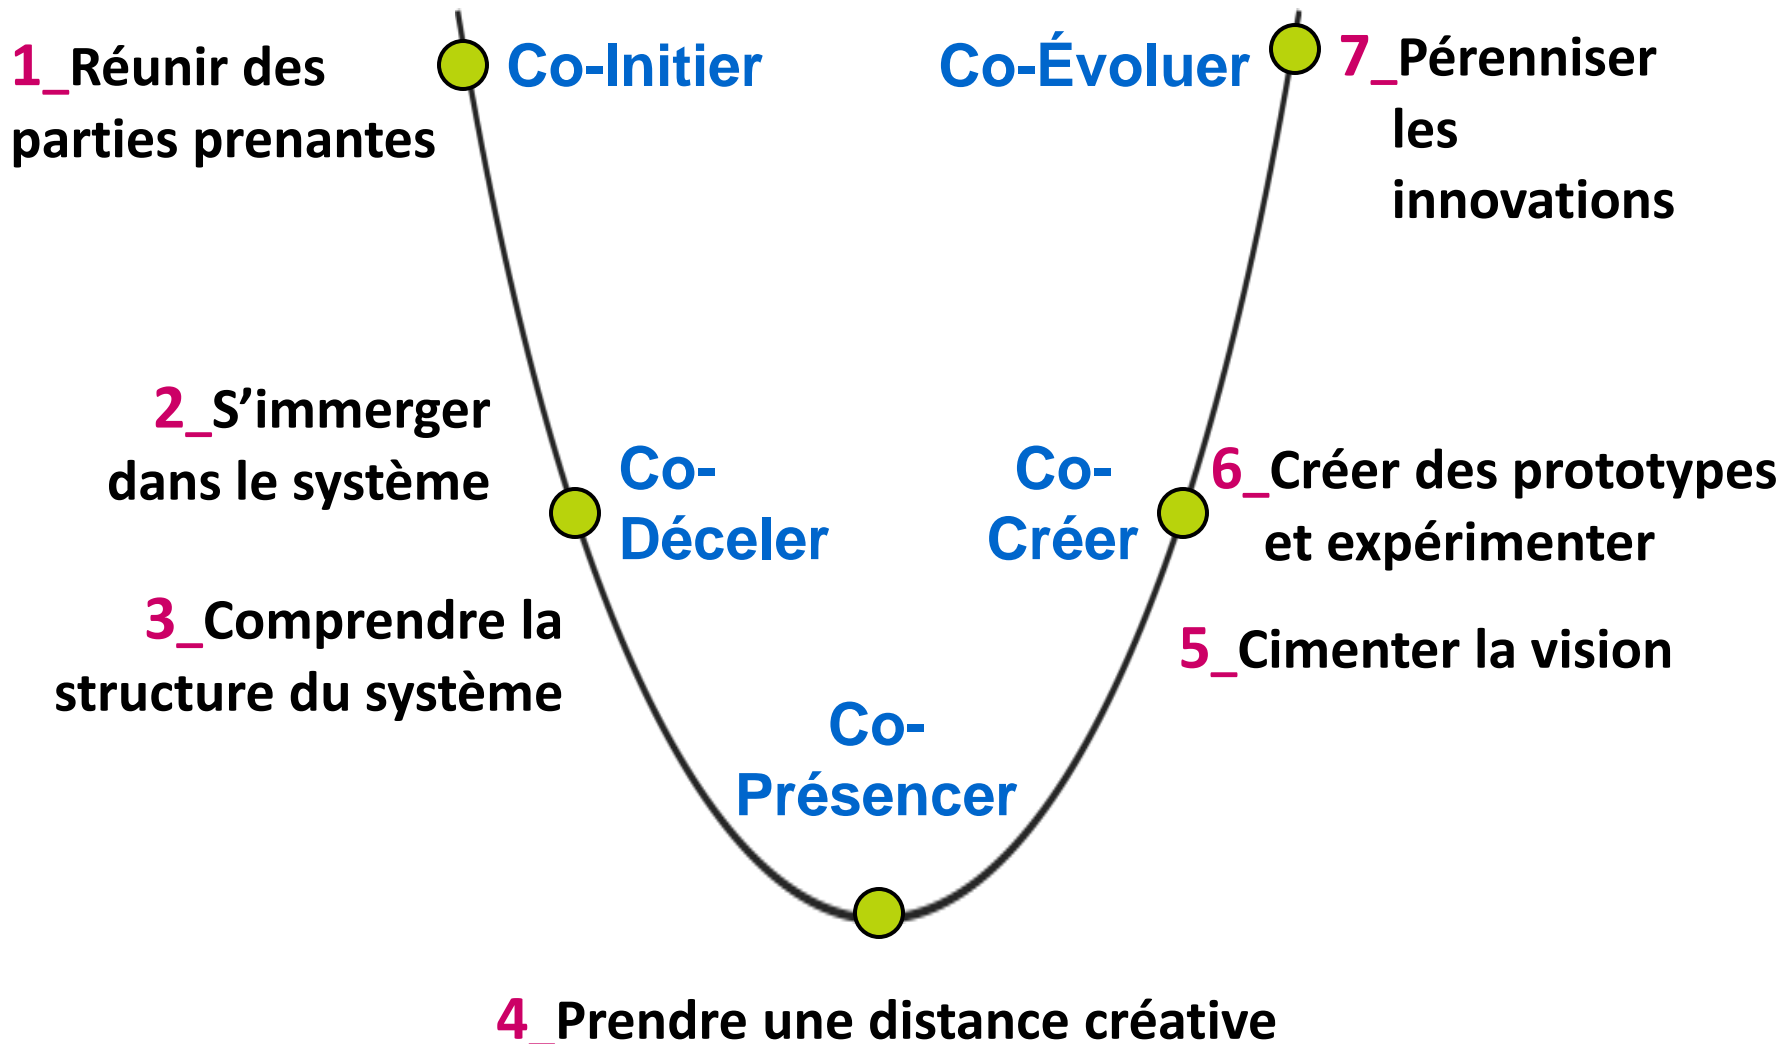 1_Réunir des
parties prenantes
Co-Initier
Co-Évoluer
7_Pérenniser
les
innovations
2_S’immerger
dans le système
Co-
Déceler
Co-
Créer
6_Créer des prototypes
et expérimenter
3_Comprendre la
structure du système
5_Cimenter la vision
Co-
Présencer
4_Prendre une distance créative